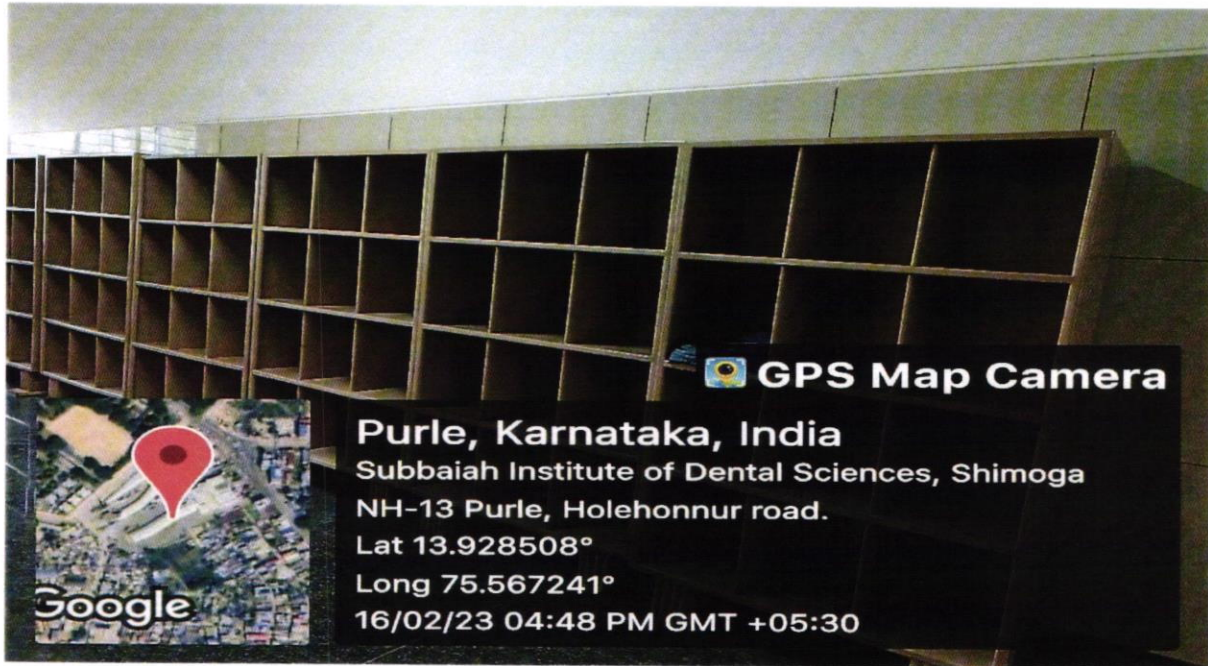 GPS Map Camera
Purle, Karnataka, India
Subbaiah Institute of Dental Sciences, Shimoga
NH-13 Purle, Holehonnur road.
Lat 13.928508°
Long 75.567241°
16/02/23 04:48 PM GMT +05:30
Google